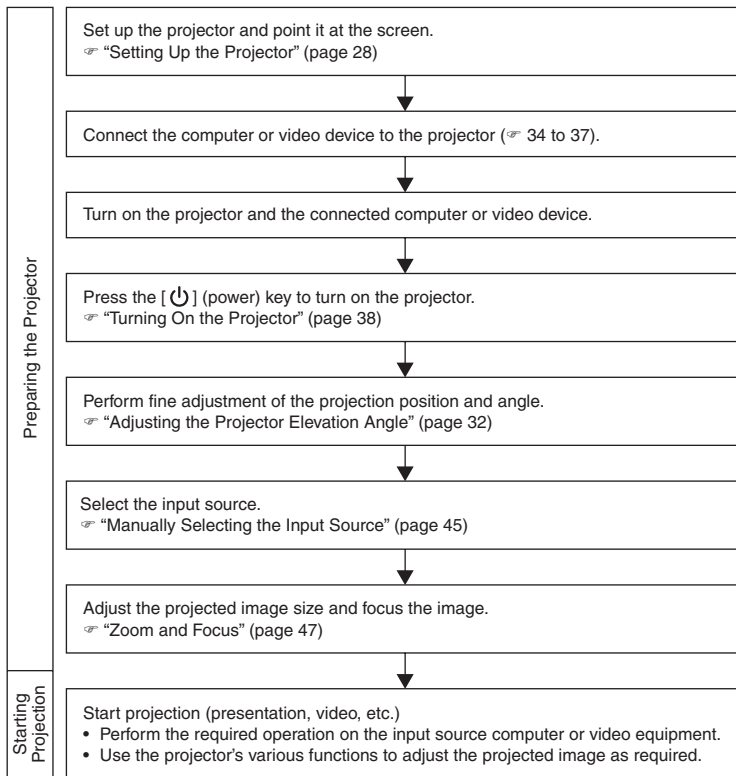 Preparing the Projector
Set up the projector and point it at the screen.
☞ “Setting Up the Projector” (page 28)
Connect the computer or video device to the projector (☞ 34 to 37).
Turn on the projector and the connected computer or video device.
Press the [⏻] (power) key to turn on the projector.
☞ “Turning On the Projector” (page 38)
Perform fine adjustment of the projection position and angle.
☞ “Adjusting the Projector Elevation Angle” (page 32)
Select the input source.
☞ “Manually Selecting the Input Source” (page 45)
Adjust the projected image size and focus the image.
☞ “Zoom and Focus” (page 47)
Starting
Projection
Start projection (presentation, video, etc.)
• Perform the required operation on the input source computer or video equipment.
• Use the projector’s various functions to adjust the projected image as required.